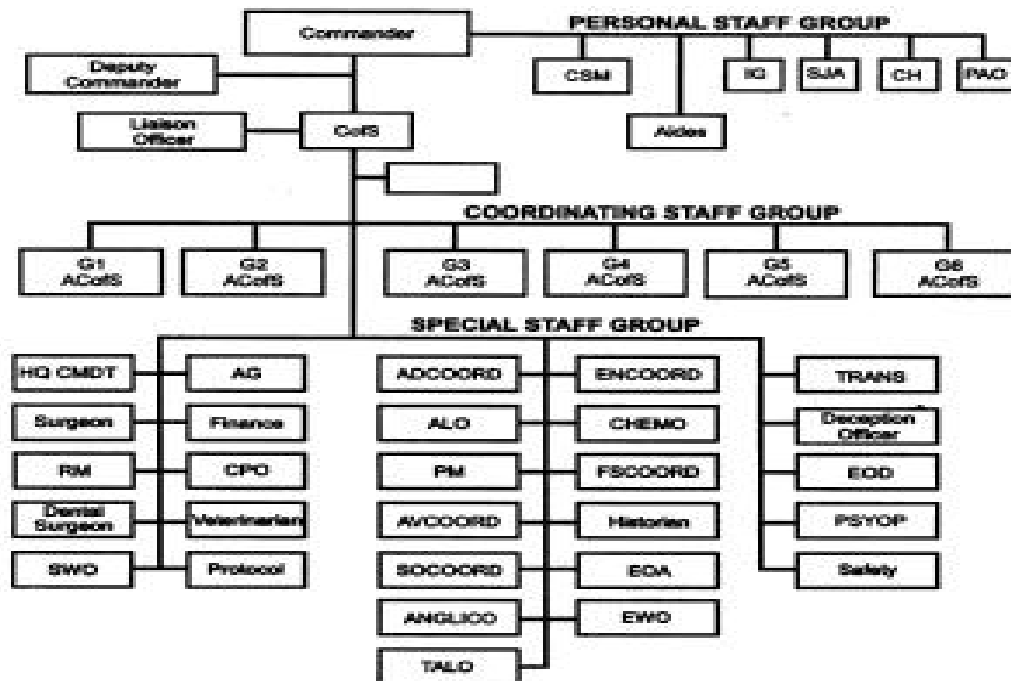 PERSONAL STAFF GROUP
Commander
CSM
IG
SJA
CH
PAO
Deputy
Commander
Liaison
Officer
CofS
Aides
COORDINATING STAFF GROUP
G1
ACofS
G2
ACofS
G3
ACofS
G4
ACofS
G5
ACofS
G6
ACofS
SPECIAL STAFF GROUP
HQ CMDT
AG
ADCOORD
ENCOORD
TRANS
Surgeon
Finance
ALO
CHEMO
Deception
Officer
RM
CPO
PM
FSCOORD
EOD
Dental
Surgeon
Veterinarian
AVCOORD
Historian
PSYOP
SWO
Protocol
SOCOORD
EOA
Safety
ANGLICO
EWO
TALO